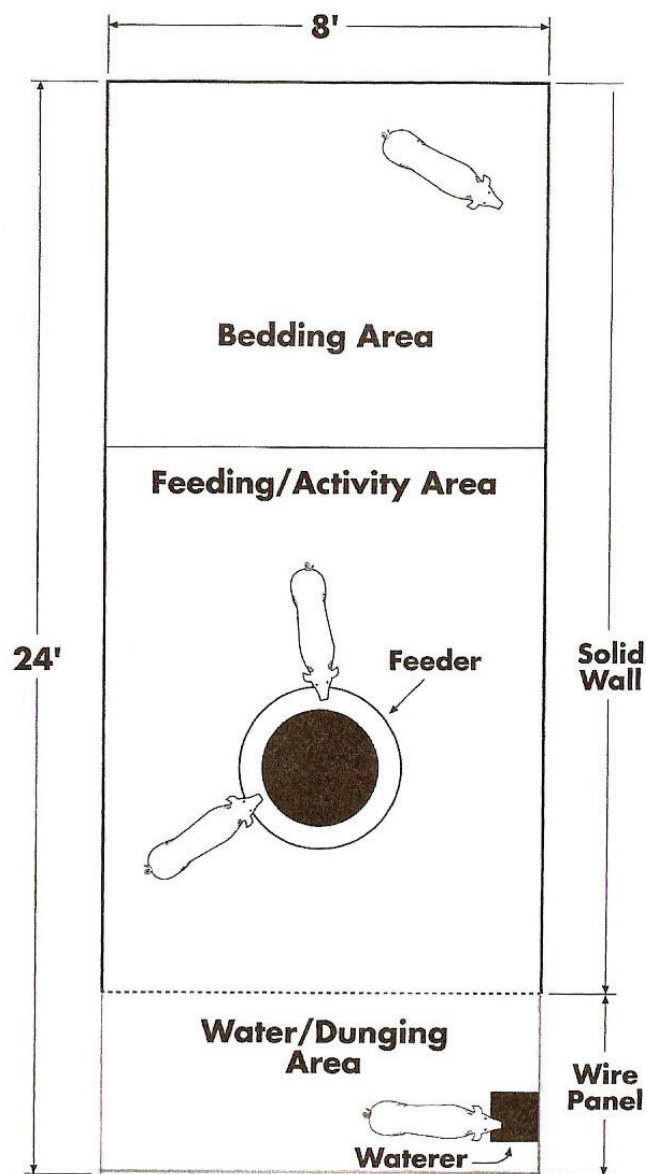 8'
Bedding Area
Feeding/Activity Area
24'
Feeder
Solid
Wall
Water/Dunging
Area
Wire
Panel
Waterer